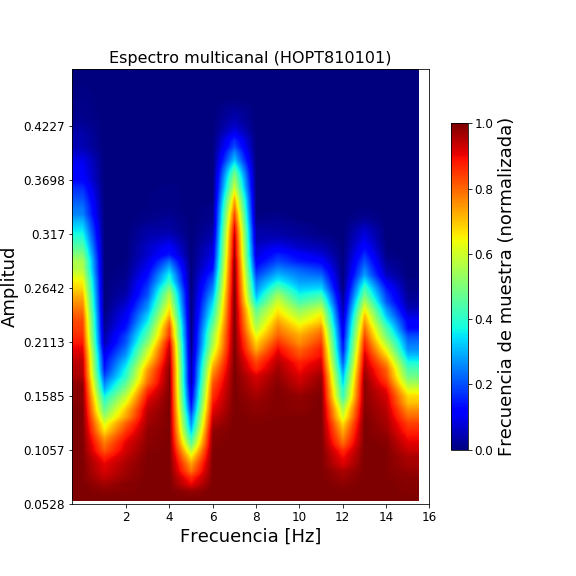 Espectro multicanal (HOPT810101)
Amplitud
0.4227
0.3698
0.317
0.2642
0.2113
0.1585
0.1057
0.0528
2 4 6 8 10 12 14 16
Frecuencia [Hz]
1.0
0.8
0.6
0.4
0.2
0.0
Frecuencia de muestra (normalizada)